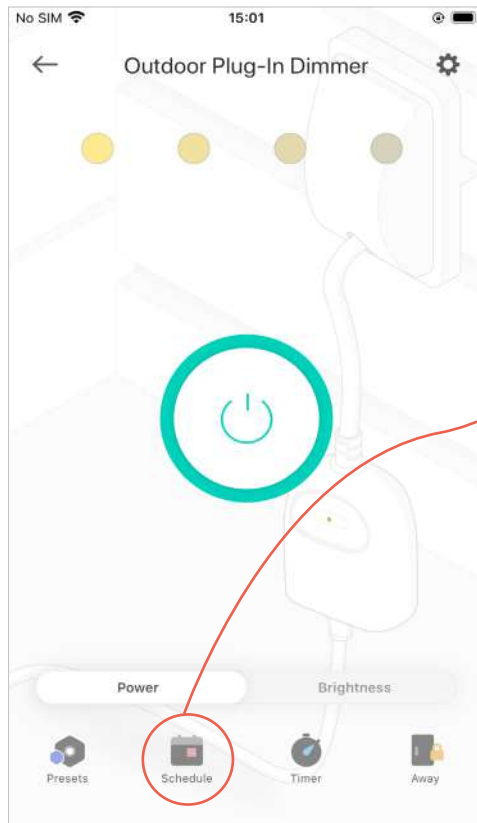 No SIM 15:01
Outdoor Plug-In Dimmer
Power Brightness
Presets Schedule Timer Away